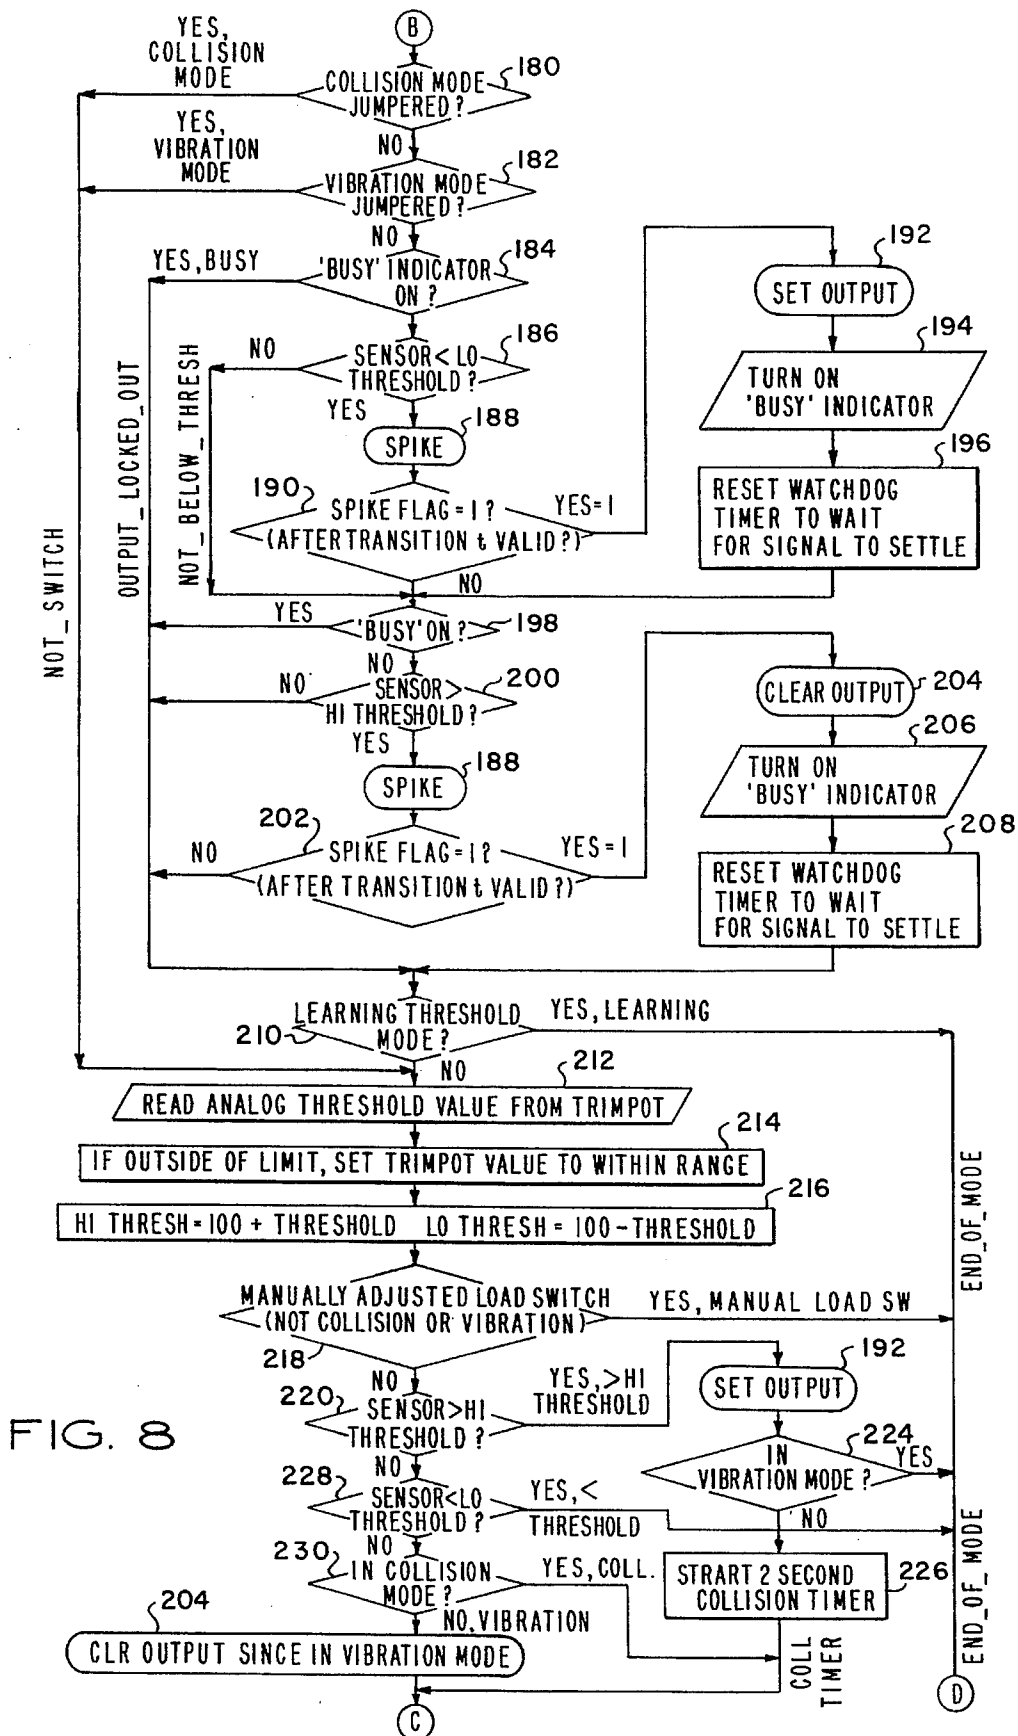 B
YES,
COLLISION
MODE
COLLISION MODE
JUMPERED?
180
NO
YES,
VIBRATION
MODE
VIBRATION MODE
JUMPERED?
182
NO
YES, BUSY
'BUSY' INDICATOR
ON?
184
192
SET OUTPUT
NO
SENSOR < LO
THRESHOLD?
186
YES
194
TURN ON
'BUSY' INDICATOR
SPIKE
188
196
RESET WATCHDOG
TIMER TO WAIT
FOR SIGNAL TO SETTLE
190
SPIKE FLAG=1?
(AFTER TRANSITION t VALID?)
YES=1
NO
NOT_BELOW_THRESH
OUTPUT_LOCKED_OUT
NOT_SWITCH
YES
'BUSY' ON?
198
NO
NO
SENSOR >
HI THRESHOLD?
200
YES
CLEAR OUTPUT
204
206
TURN ON
'BUSY' INDICATOR
SPIKE
188
208
RESET WATCHDOG
TIMER TO WAIT
FOR SIGNAL TO SETTLE
202
NO
SPIKE FLAG=1?
(AFTER TRANSITION t VALID?)
YES=1
LEARNING THRESHOLD
MODE?
210
YES, LEARNING
NO
212
READ ANALOG THRESHOLD VALUE FROM TRIMPOT
214
IF OUTSIDE OF LIMIT, SET TRIMPOT VALUE TO WITHIN RANGE
216
HI THRESH=100 + THRESHOLD LO THRESH = 100-THRESHOLD
END_OF_MODE
MANUALLY ADJUSTED LOAD SWITCH
(NOT COLLISION OR VIBRATION)
218
YES, MANUAL LOAD SW
NO
220
SENSOR>HI
THRESHOLD?
YES, >HI
THRESHOLD
192
SET OUTPUT
224
IN
VIBRATION MODE?
YES
NO
FIG. 8
NO
228
SENSOR<LO
THRESHOLD?
YES, <
THRESHOLD
NO
230
IN COLLISION
MODE?
YES, COLL.
STRART 2 SECOND
COLLISION TIMER
226
NO, VIBRATION
204
CLR OUTPUT SINCE IN VIBRATION MODE
COLL
TIMER
END_OF_MODE
C
D